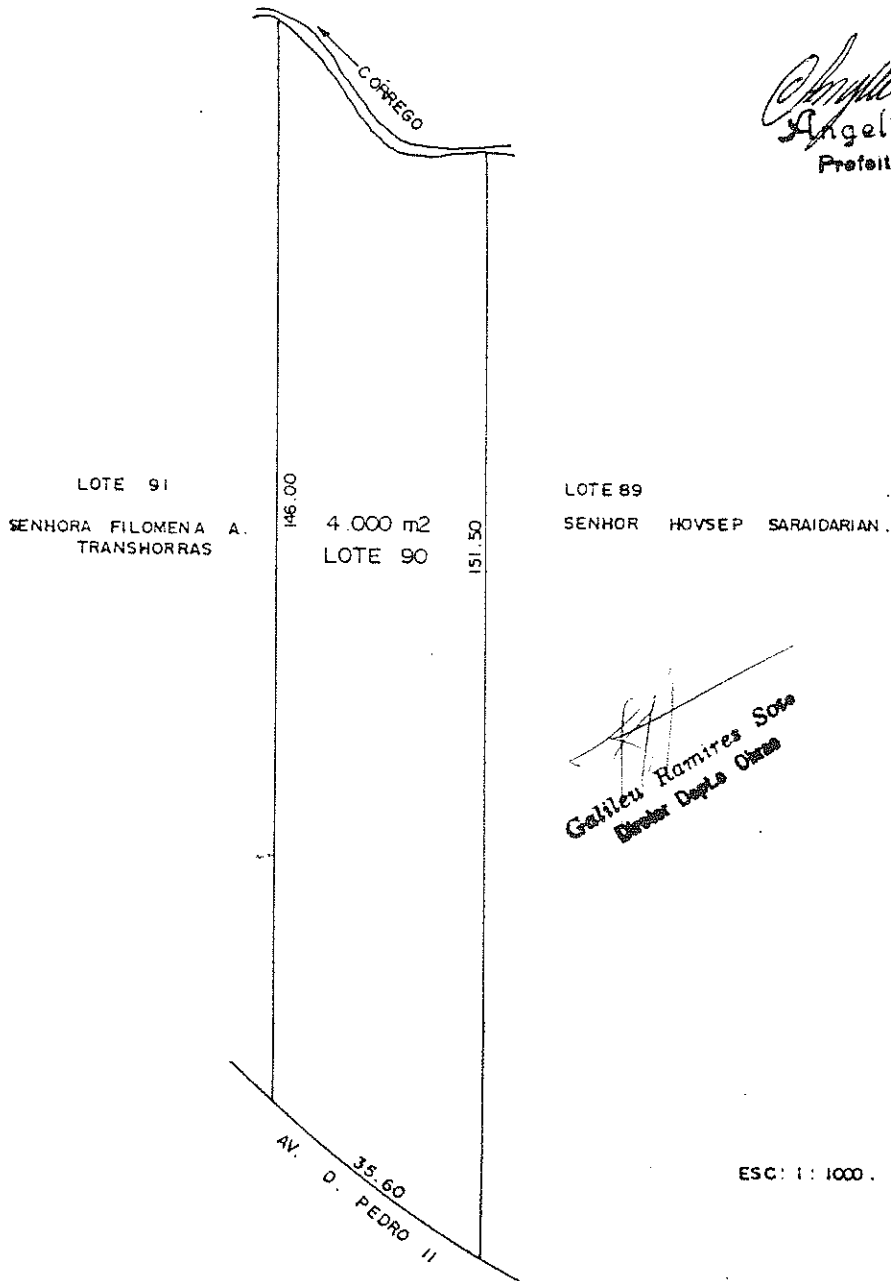 CÓRREGO
Angel
Prefeit
LOTE 91
SENHORA FILOMENA A.
TRANSHORRAS
146.00
4.000 m2
LOTE 90
151.50
LOTE 89
SENHOR HOVSEP SARAIDARIAN.
Galileu Ramires Soto
Diretor Depto Obras
35.60
AV. D. PEDRO II
ESC: 1: 1000.